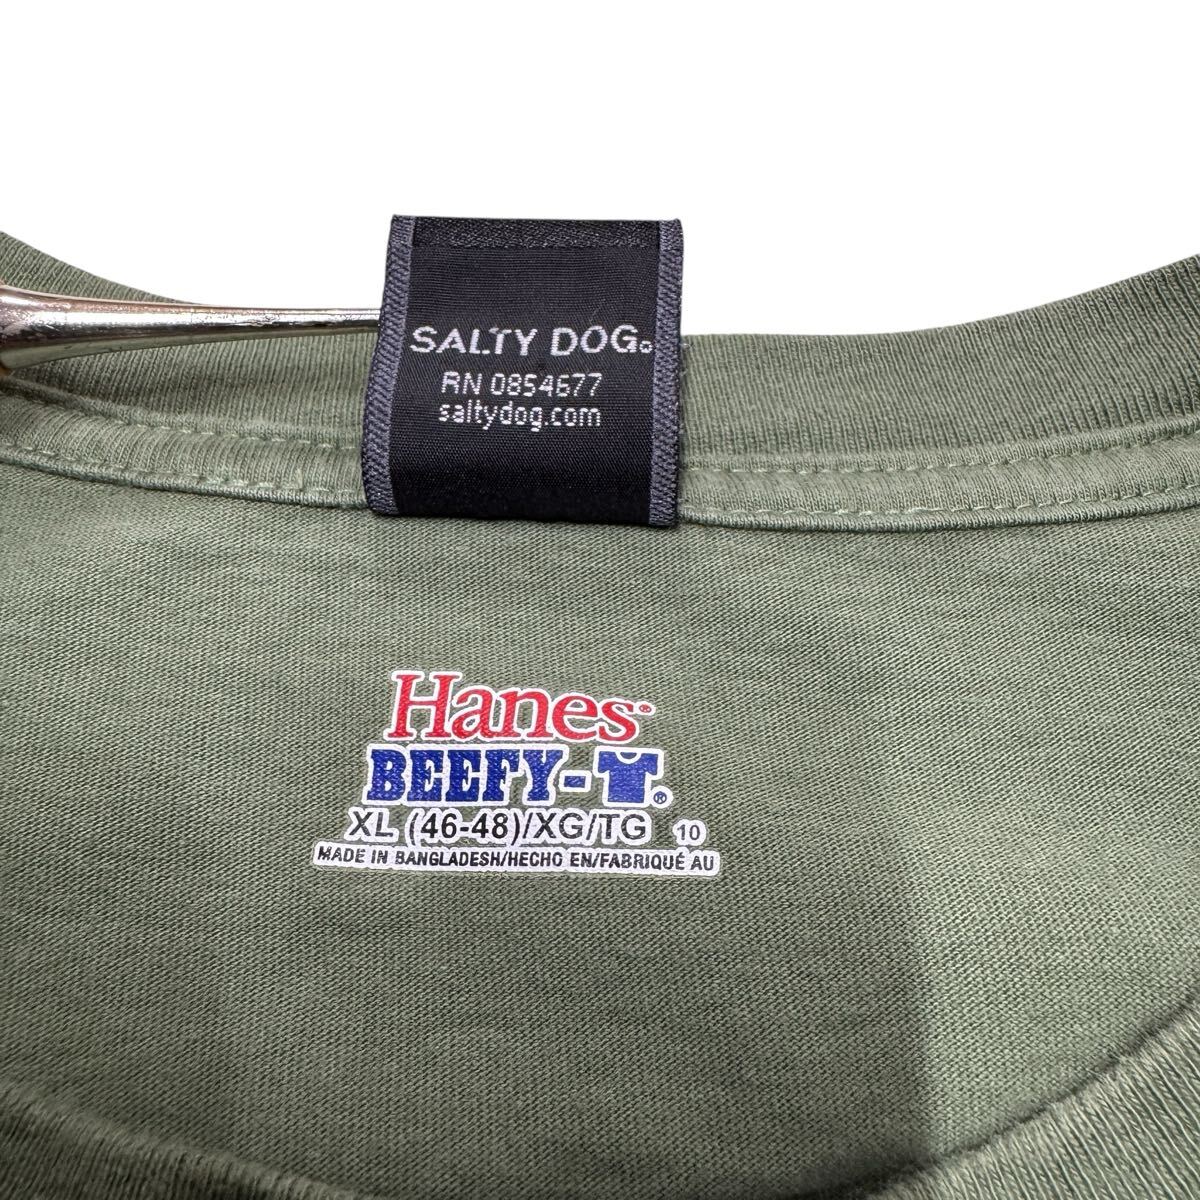 SALTY DOG®
RN 0854677
saltydog.com
Hanes®
BEEFY-®
XL (46-48)/XG/TG 10
MADE IN BANGLADESH/HECHO EN/FABRIQUÉ AU